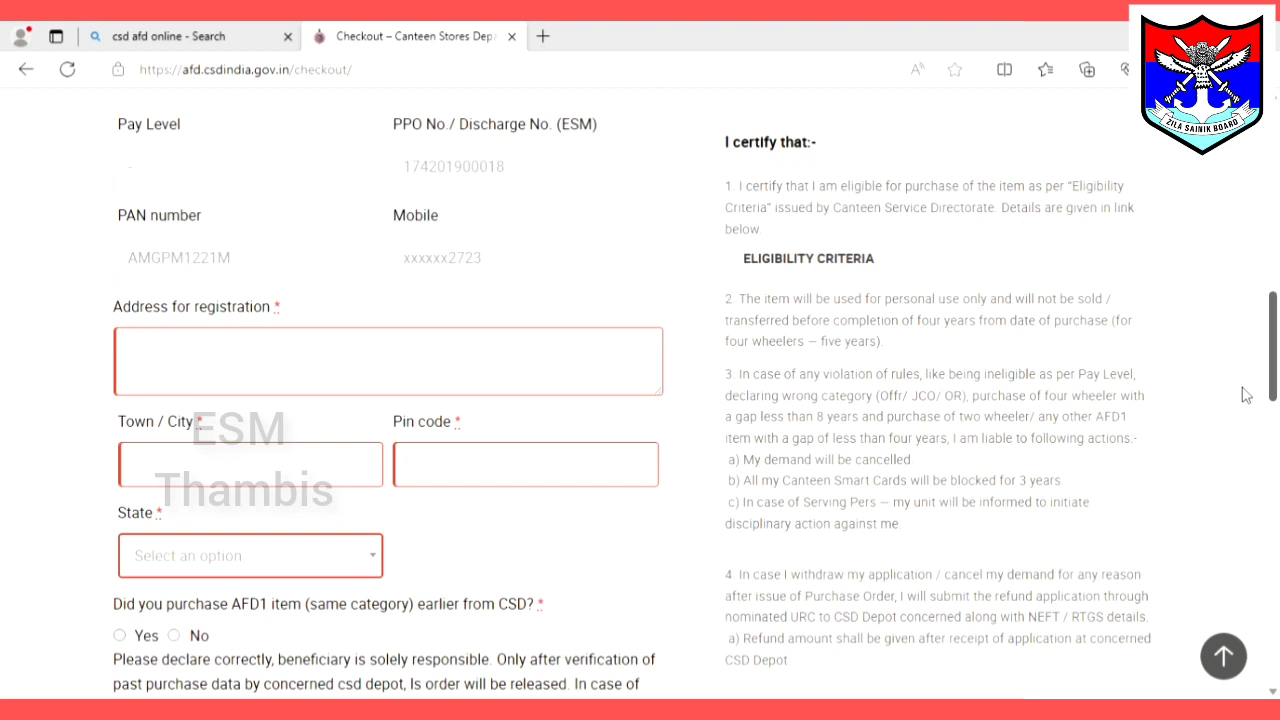 csd afd online - Search
Checkout – Canteen Stores Dep
https://afd.csdindia.gov.in/checkout/
ZILA SAINIK BOARD
Pay Level
PPO No./ Discharge No. (ESM)
-
174201900018
PAN number
Mobile
AMGPM1221M
xxxxxx2723
Address for registration *
Town / City *
Pin code *
ESM
Thambis
State *
Select an option
Did you purchase AFD1 item (same category) earlier from CSD? *
Yes No
Please declare correctly, beneficiary is solely responsible. Only after verification of
past purchase data by concerned csd depot, Is order will be released. In case of
I certify that:-
1. I certify that I am eligible for purchase of the item as per “Eligibility
Criteria” issued by Canteen Service Directorate. Details are given in link
below.
ELIGIBILITY CRITERIA
2. The item will be used for personal use only and will not be sold /
transferred before completion of four years from date of purchase (for
four wheelers – five years).
3. In case of any violation of rules, like being ineligible as per Pay Level,
declaring wrong category (Offr/ JCO/ OR), purchase of four wheeler with
a gap less than 8 years and purchase of two wheeler/ any other AFD1
item with a gap of less than four years, I am liable to following actions.-
a) My demand will be cancelled
b) All my Canteen Smart Cards will be blocked for 3 years
c) In case of Serving Pers – my unit will be informed to initiate
disciplinary action against me.
4. In case I withdraw my application / cancel my demand for any reason
after issue of Purchase Order, I will submit the refund application through
nominated URC to CSD Depot concerned along with NEFT / RTGS details.
a) Refund amount shall be given after receipt of application at concerned
CSD Depot